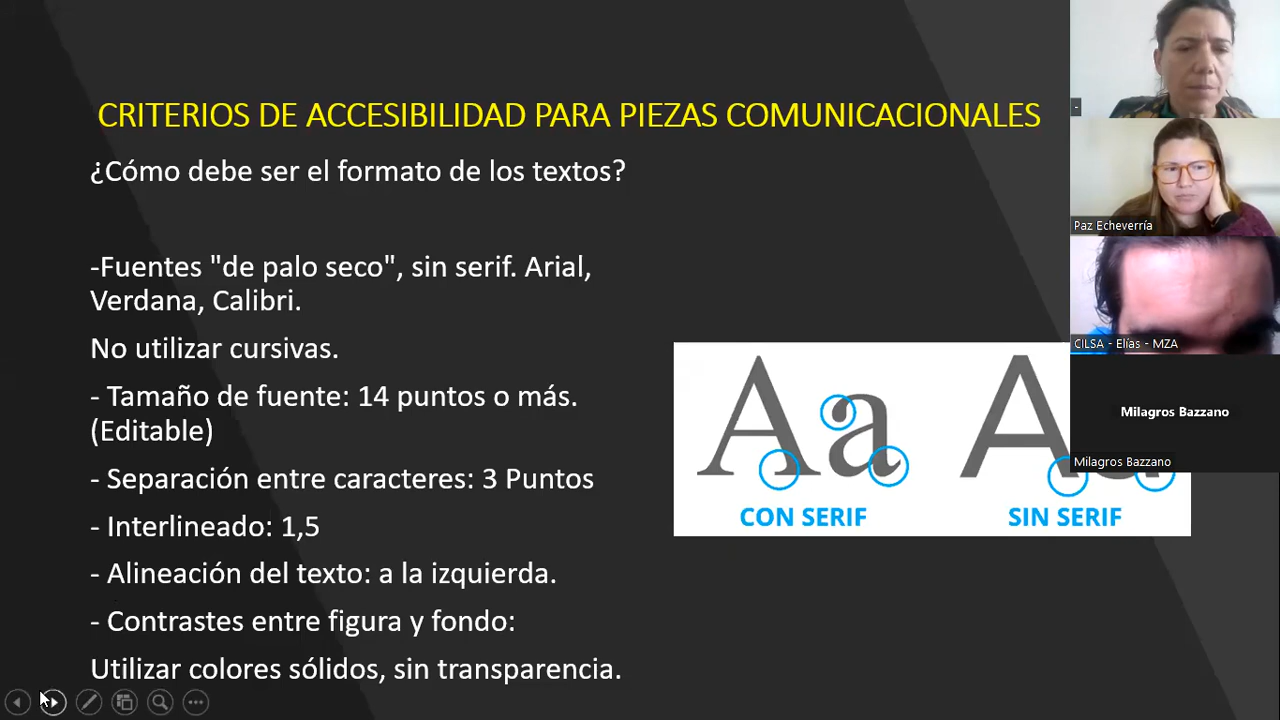 CRITERIOS DE ACCESIBILIDAD PARA PIEZAS COMUNICACIONALES
¿Cómo debe ser el formato de los textos?
-Fuentes "de palo seco", sin serif. Arial,
Verdana, Calibri.
No utilizar cursivas.
- Tamaño de fuente: 14 puntos o más.
(Editable)
- Separación entre caracteres: 3 Puntos
- Interlineado: 1,5
- Alineación del texto: a la izquierda.
- Contrastes entre figura y fondo:
Utilizar colores sólidos, sin transparencia.
Aa
CON SERIF
Aa
SIN SERIF
-
Paz Echeverría
CILSA - Elías - MZA
Milagros Bazzano
Milagros Bazzano